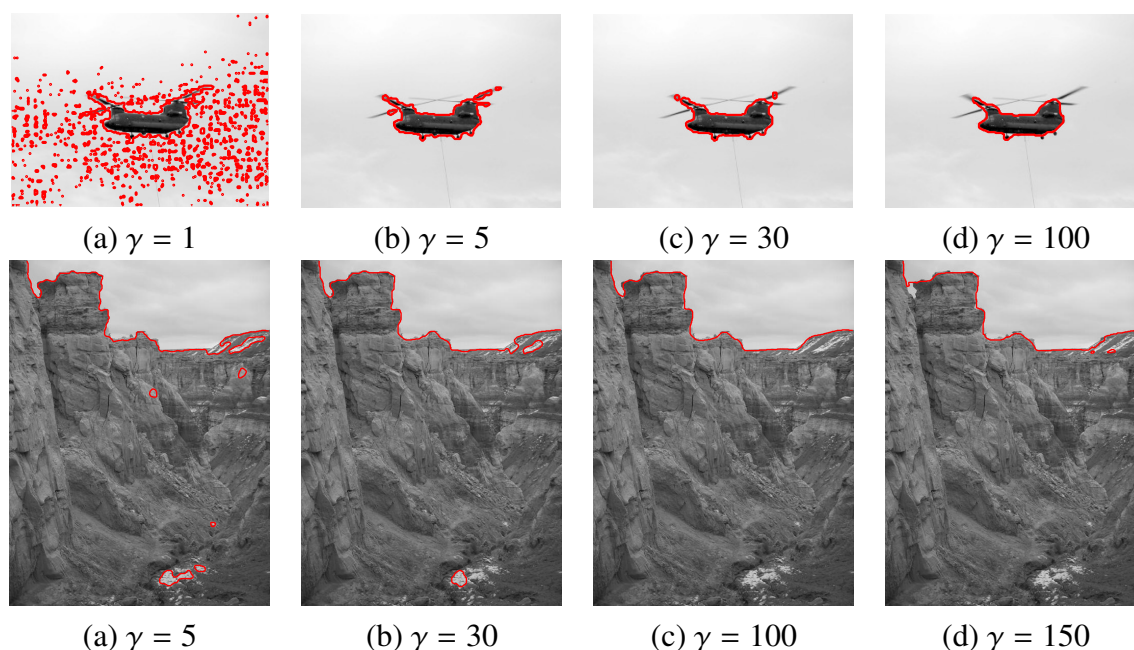 (a) γ = 1 (b) γ = 5 (c) γ = 30 (d) γ = 100
(a) γ = 5 (b) γ = 30 (c) γ = 100 (d) γ = 150